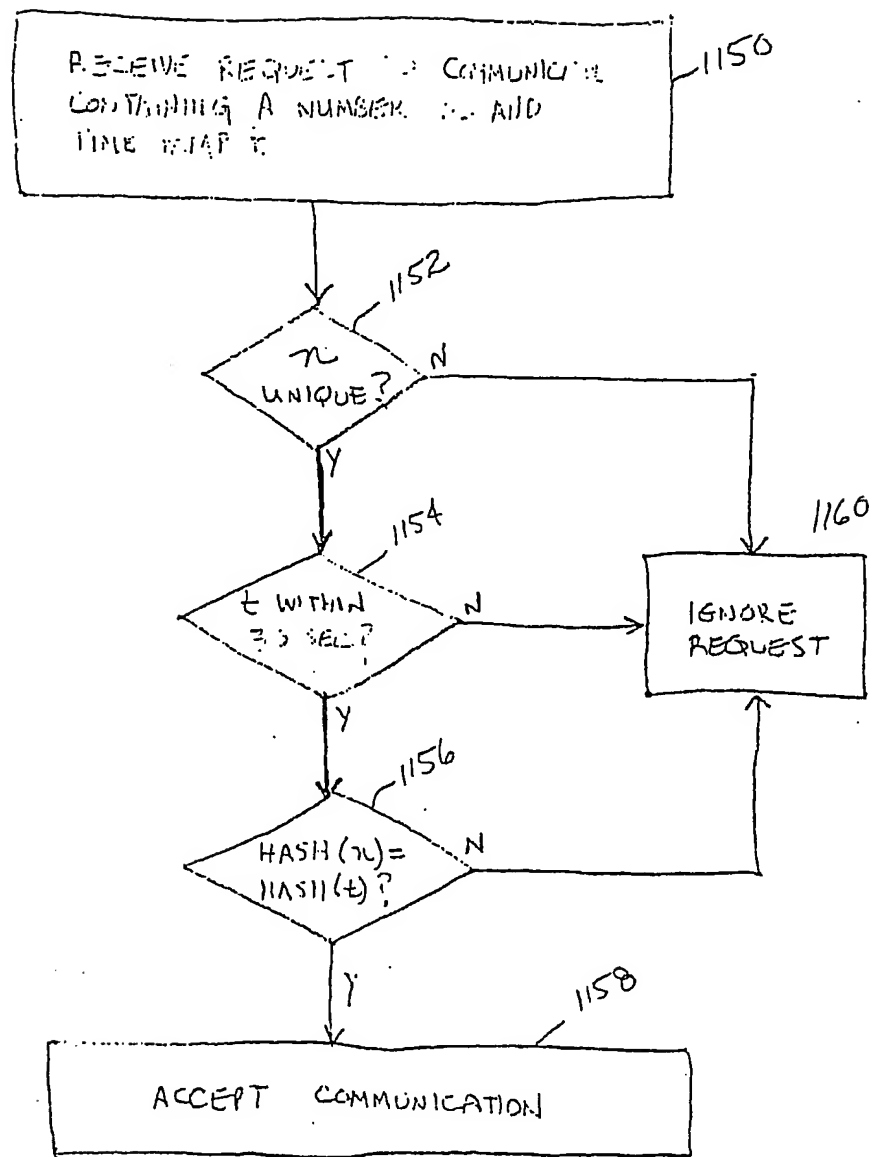 RECEIVE REQUEST COMMUNICATE
CONTAINING A NUMBER AND
TIME t
1150
1152
n
UNIQUE?
N
Y
1154
t WITHIN
SEC?
N
Y
1160
IGNORE
REQUEST
1156
HASH(n)=
HASH(t)?
N
Y
1158
ACCEPT COMMUNICATION